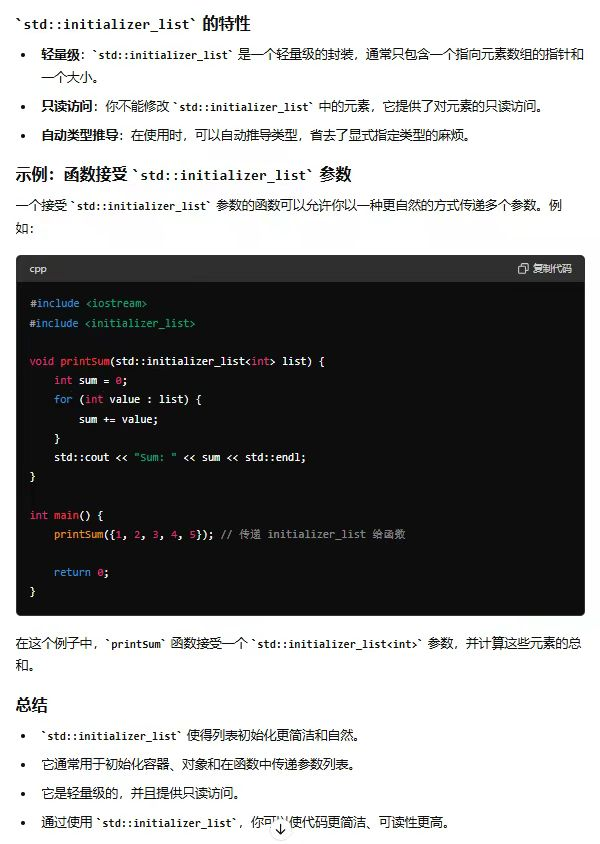 `std::initializer_list` 的特性
• 轻量级：`std::initializer_list` 是一个轻量级的封装，通常只包含一个指向元素数组的指针和
一个大小。
• 只读访问：你不能修改 `std::initializer_list` 中的元素，它提供了对元素的只读访问。
• 自动类型推导：在使用时，可以自动推导类型，省去了显式指定类型的麻烦。
示例：函数接受 `std::initializer_list` 参数
一个接受 `std::initializer_list` 参数的函数可以允许你以一种更自然的方式传递多个参数。例
如：
cpp 复制代码
#include <iostream>
#include <initializer_list>
void printSum(std::initializer_list<int> list) {
    int sum = 0;
    for (int value : list) {
        sum += value;
    }
    std::cout << "Sum: " << sum << std::endl;
}
int main() {
    printSum({1, 2, 3, 4, 5}); // 传递 initializer_list 给函数
    return 0;
}
在这个例子中，`printSum` 函数接受一个 `std::initializer_list<int>` 参数，并计算这些元素的总
和。
总结
• `std::initializer_list` 使得列表初始化更简洁和自然。
• 它通常用于初始化容器、对象和在函数中传递参数列表。
• 它是轻量级的，并且提供只读访问。
• 通过使用 `std::initializer_list`，你可以使代码更简洁、可读性更高。